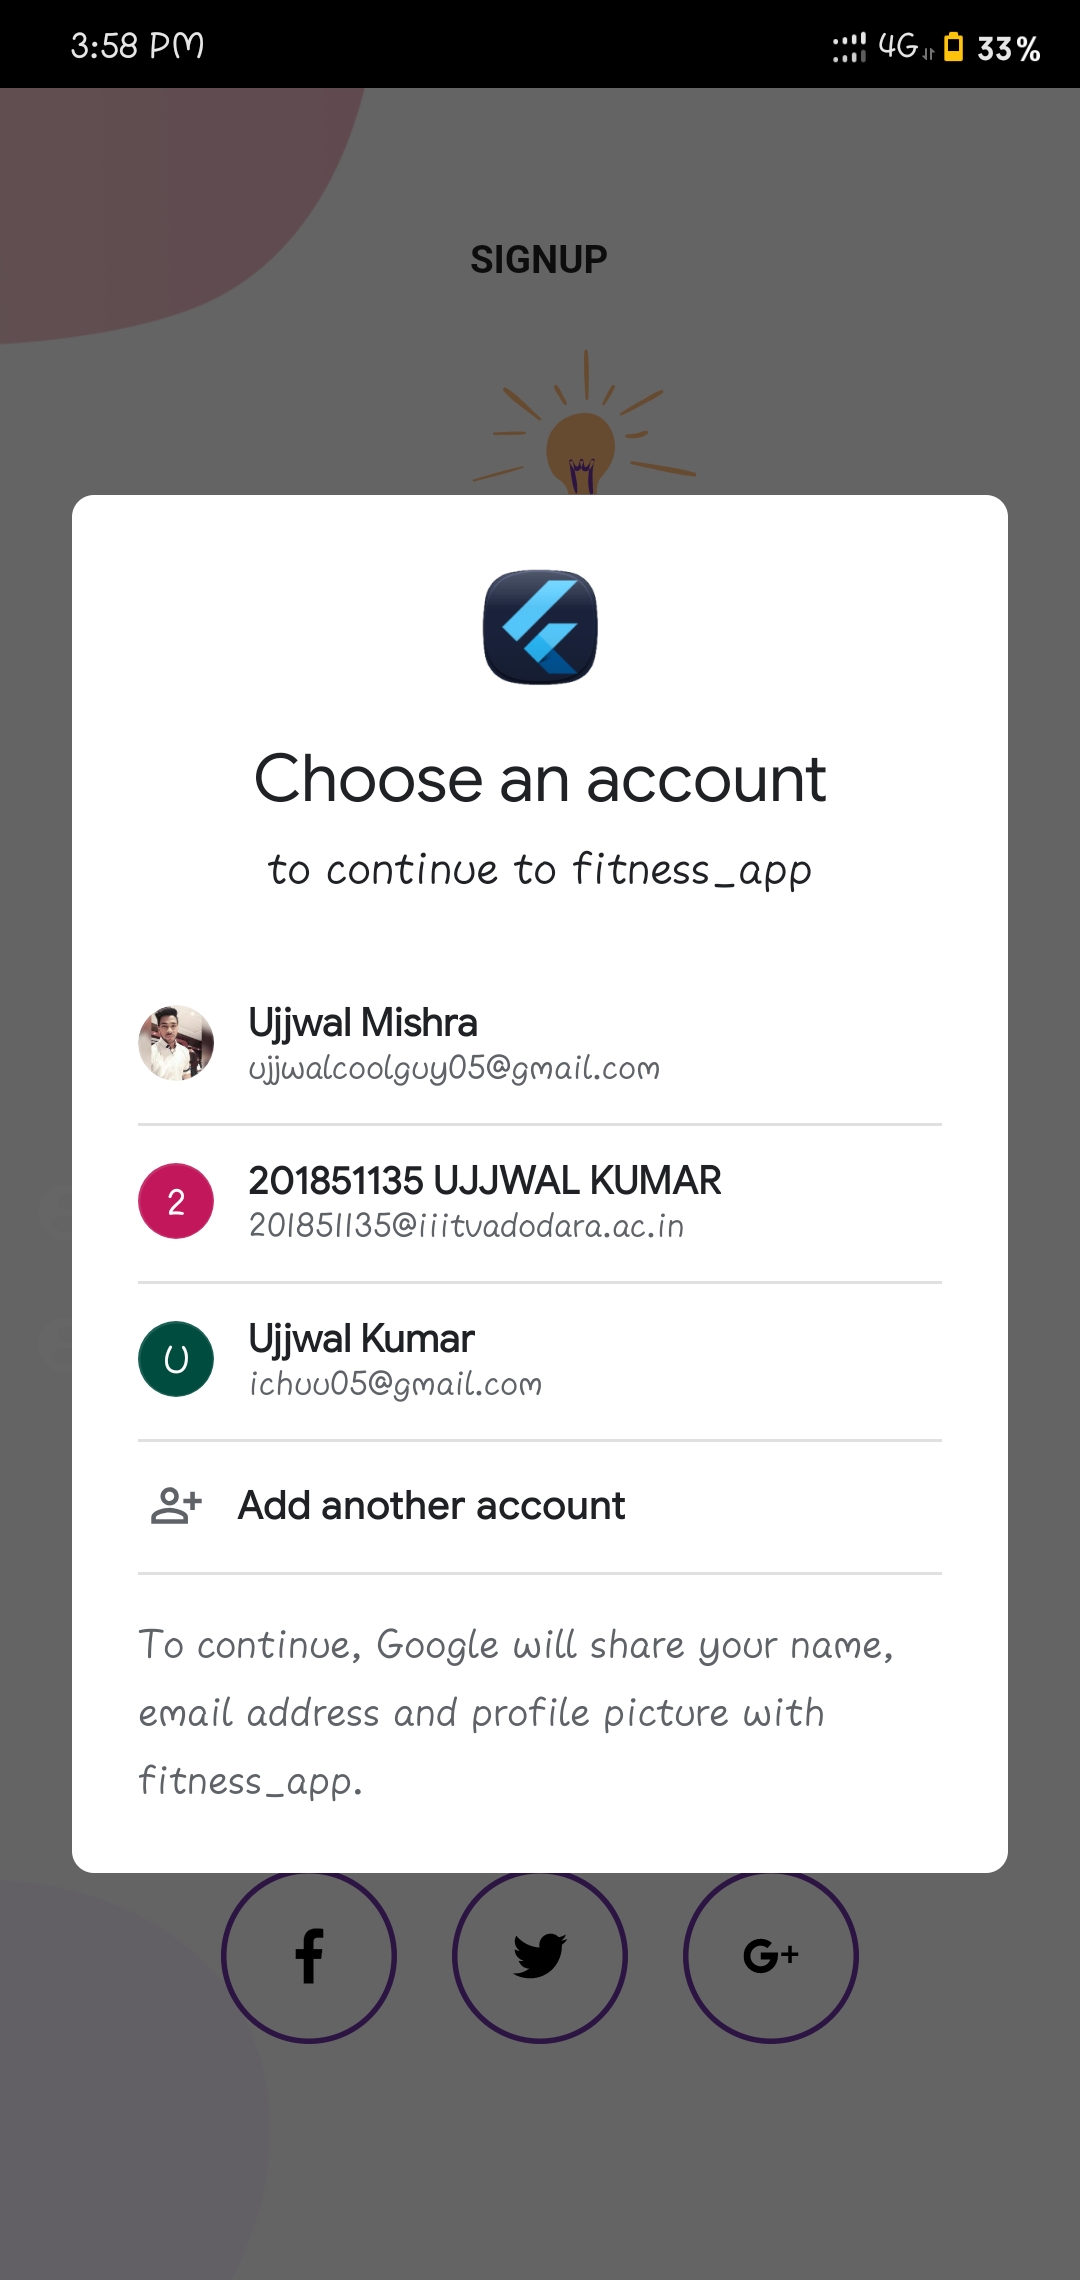 3:58 PM 4G 33%
SIGNUP
Choose an account
to continue to fitness_app
Ujjwal Mishra
ujjwalcoolguy05@gmail.com
2
201851135 UJJWAL KUMAR
201851135@iiitvadodara.ac.in
U
Ujjwal Kumar
ichuu05@gmail.com
Add another account
To continue, Google will share your name,
email address and profile picture with
fitness_app.
f G+